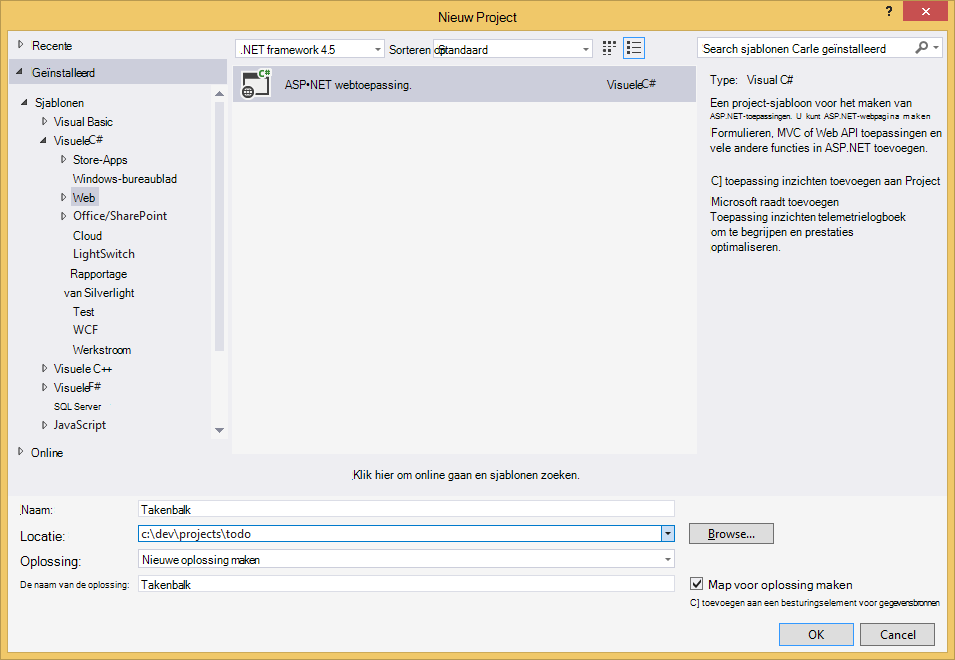 Nieuw Project
? ×
Recente
Geïnstalleerd
Sjablonen
Visual Basic
VisueleC#
Store-Apps
Windows-bureaublad
Web
Office/SharePoint
Cloud
LightSwitch
Rapportage
van Silverlight
Test
WCF
Werkstroom
Visuele C++
VisueleF#
SQL Server
JavaScript
Online
.NET framework 4.5 Sorteren op Standaard
C#
ASP•NET webtoepassing. VisueleC#
Klik hier om online gaan en sjablonen zoeken.
Search sjablonen Carle geïnstalleerd
Type: Visual C#
Een project-sjabloon voor het maken van
ASP.NET-toepassingen. U kunt ASP.NET-webpagina maken
Formulieren, MVC of Web API toepassingen en
vele andere functies in ASP.NET toevoegen.
C] toepassing inzichten toevoegen aan Project
Microsoft raadt toevoegen
Toepassing inzichten telemetrielogboek
om te begrijpen en prestaties
optimaliseren.
Naam: Takenbalk
Locatie: c:\dev\projects\todo Browse...
Oplossing: Nieuwe oplossing maken
De naam van de oplossing: Takenbalk
Map voor oplossing maken
C] toevoegen aan een besturingselement voor gegevensbronnen
OK Cancel